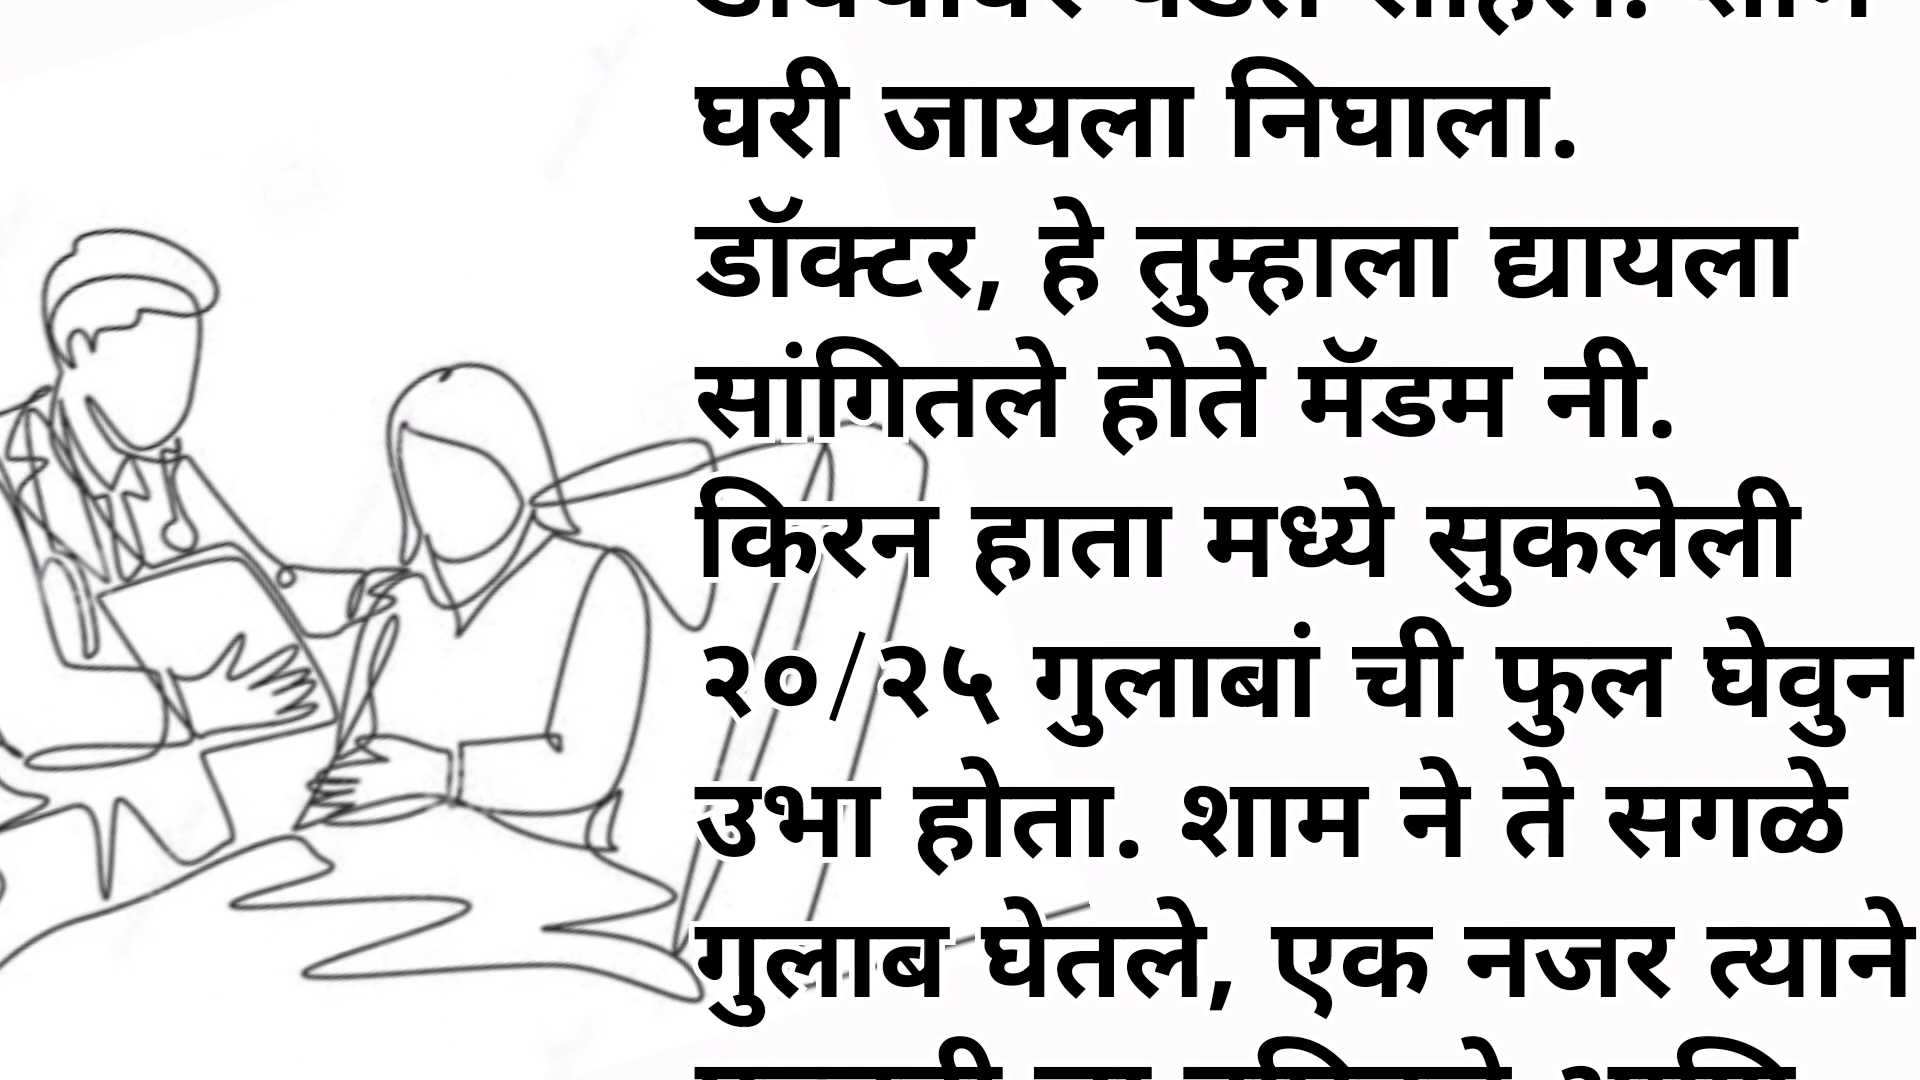 घरी जायला निघाला.
डॉक्टर, हे तुम्हाला द्यायला
सांगितले होते मॅडम नी.
किरन हाता मध्ये सुकलेली
२०/२५ गुलाबां ची फुल घेवुन
उभा होता. शाम ने ते सगळे
गुलाब घेतले, एक नजर त्याने